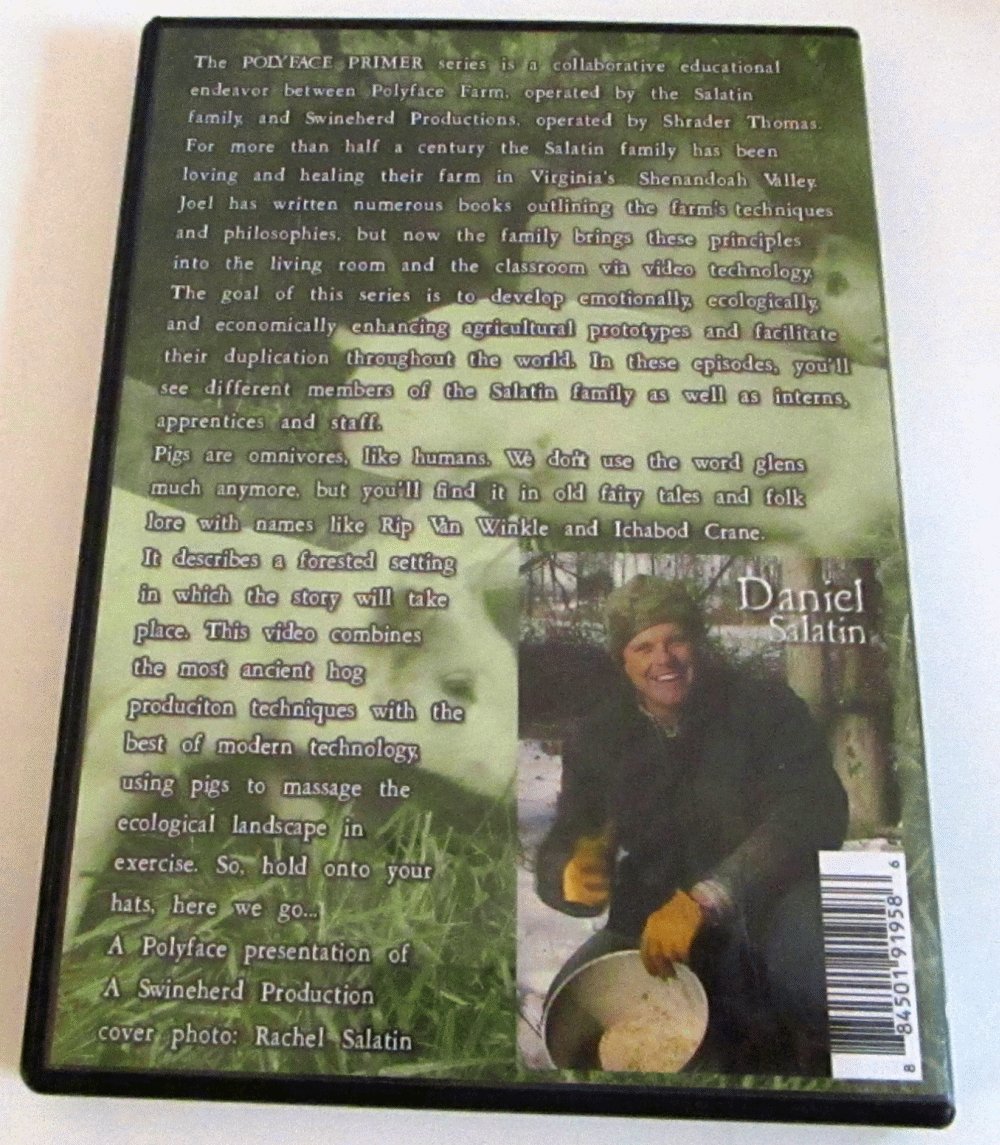 The POLYFACE PRIMER series is a collaborative educational
endeavor between Polyface Farm, operated by the Salatin
family, and Swineherd Productions, operated by Shrader Thomas.
For more than half a century the Salatin family has been
loving and healing their farm in Virginia's Shenandoah Valley.
Joel has written numerous books outlining the farm's techniques
and philosophies, but now the family brings these principles
into the living room and the classroom via video technology.
The goal of this series is to develop emotionally, ecologically,
and economically enhancing agricultural prototypes and facilitate
their duplication throughout the world. In these episodes, you'll
see different members of the Salatin family as well as interns,
apprentices and staff.
Pigs are omnivores, like humans. We don't use the word glens
much anymore, but you'll find it in old fairy tales and folk
lore with names like Rip Van Winkle and Ichabod Crane.
It describes a forested setting
in which the story will take
place. This video combines
the most ancient hog
produciton techniques with the
best of modern technology,
using pigs to massage the
ecological landscape in
exercise. So, hold onto your
hats, here we go...
A Polyface presentation of
A Swineherd Production
cover photo: Rachel Salatin
Daniel
Salatin
8 84501 91958 6